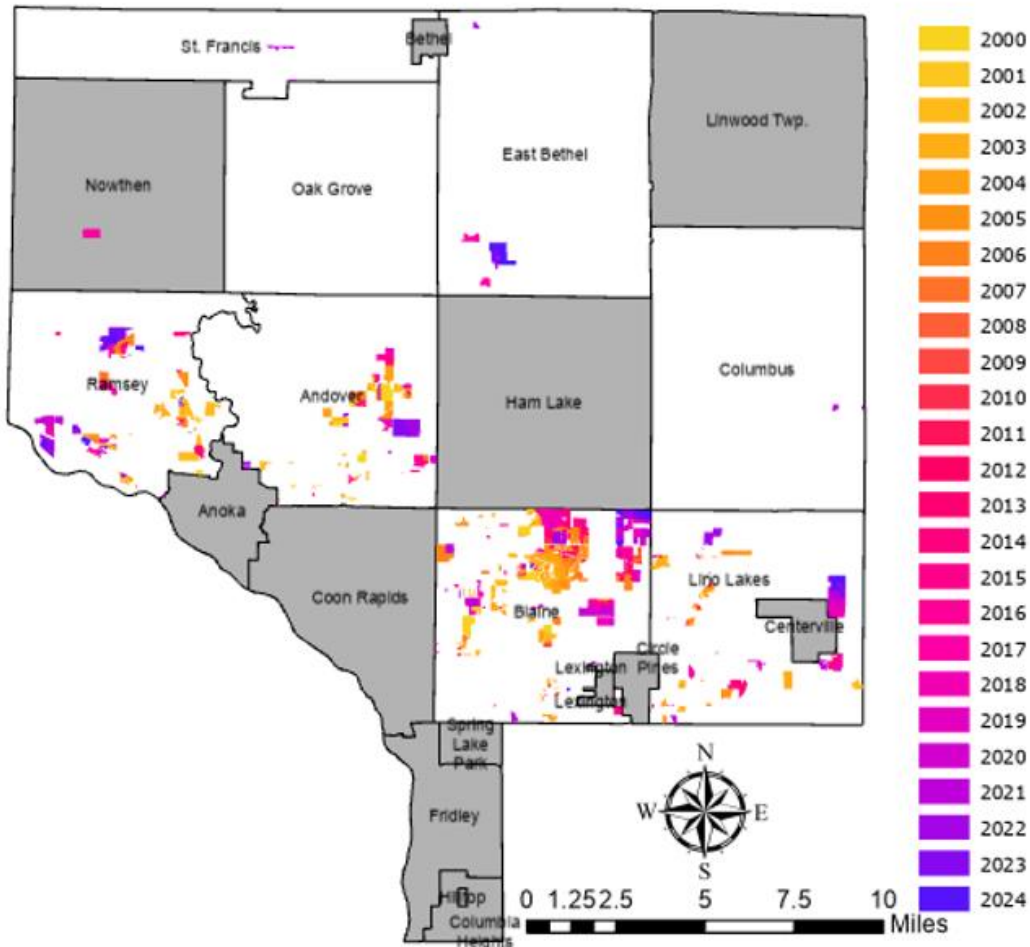 St. Francis
Bethel
Linwood Twp.
East Bethel
Nowthen
Oak Grove
Columbus
Ramsey
Andover
Ham Lake
Anoka
Coon Rapids
Lino Lakes
Blaine
Centerville
Circle
Pines
Lexington
Lexington
Spring
Lake
Park
Fridley
Hilltop
Columbia
Heights
N
W
E
S
0 1.25 2.5 5 7.5 10
Miles
2000
2001
2002
2003
2004
2005
2006
2007
2008
2009
2010
2011
2012
2013
2014
2015
2016
2017
2018
2019
2020
2021
2022
2023
2024